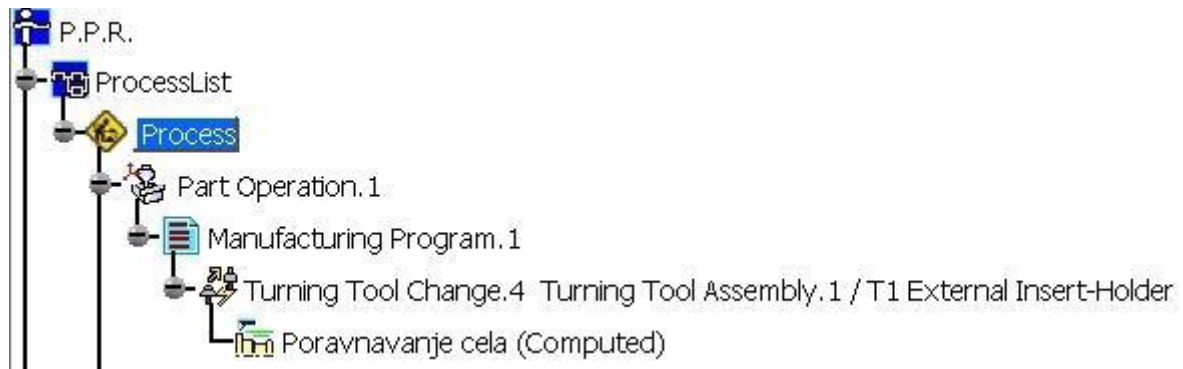 P.P.R.
ProcessList
Process
Part Operation.1
Manufacturing Program.1
Turning Tool Change.4 Turning Tool Assembly.1 / T1 External Insert-Holder
Poravnavanje cela (Computed)